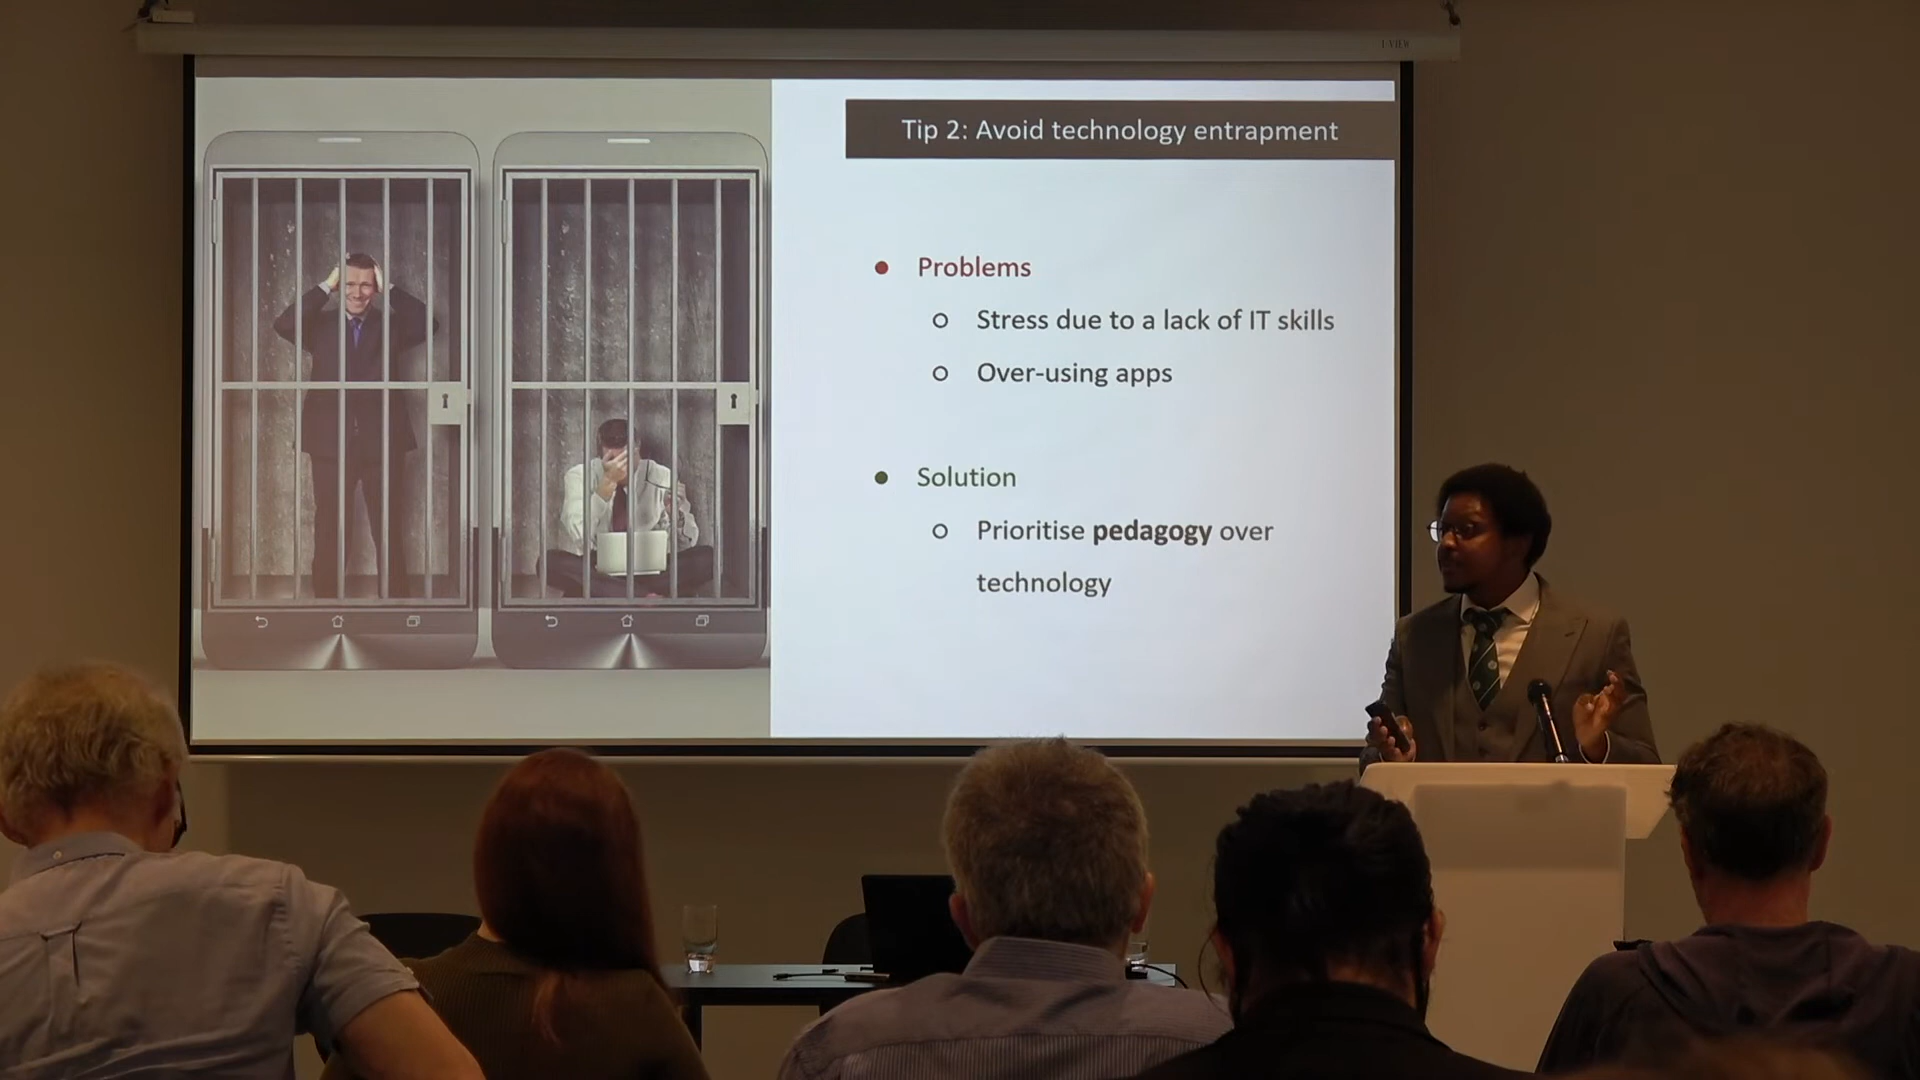 Tip 2: Avoid technology entrapment
Problems
Stress due to a lack of IT skills
Over-using apps
Solution
Prioritise pedagogy over
technology